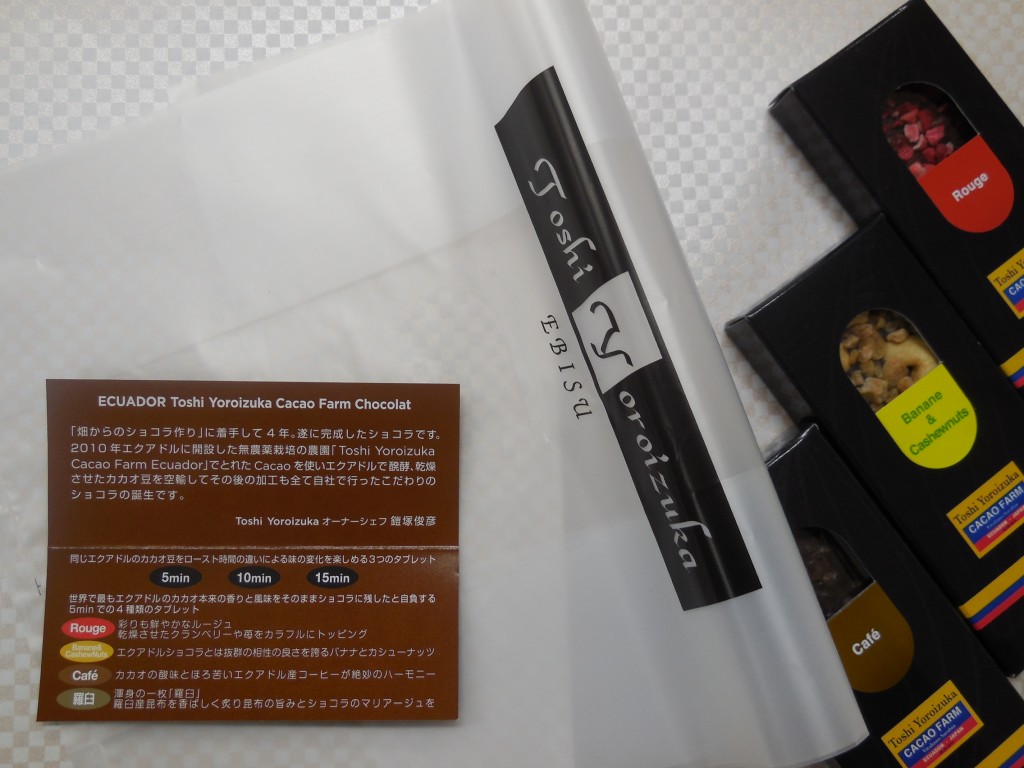 Toshi Yoroizuka
EBISU
ECUADOR Toshi Yoroizuka Cacao Farm Chocolat
「畑からのショコラ作り」に着手して4年。遂に完成したショコラです。
2010年エクアドルに開設した無農薬栽培の農園「Toshi Yoroizuka
Cacao Farm Ecuador」でとれたCacaoを使いエクアドルで醗酵、乾燥
させたカカオ豆を空輸してその後の加工も全て自社で行ったこだわりの
ショコラの誕生です。
Toshi Yoroizuka オーナーシェフ 鎧塚俊彦
同じエクアドルのカカオ豆をロースト時間の違いによる味の変化を楽しめる3つのタブレット
5min 10min 15min
世界で最もエクアドルのカカオ本来の香りと風味をそのままショコラに残したと自負する
5minでの4種類のタブレット
Rouge 彩りも鮮やかなルージュ
乾燥させたクランベリーや苺をカラフルにトッピング
Banane& CashewNuts エクアドルショコラとは抜群の相性の良さを誇るバナナとカシューナッツ
Café カカオの酸味とほろ苦いエクアドル産コーヒーが絶妙のハーモニー
羅臼 渾身の一枚「羅臼」
羅臼産昆布を香ばしく炙り昆布の旨みとショコラのマリアージュを
Rouge
Toshi Yo
CA
Banane
&
Cashewnuts
Toshi Yoroizuka
CACAO FARM
ECUADOR - JAPAN
Café
Toshi Yoroizuka
CACAO FARM
ECUADOR - JAPAN